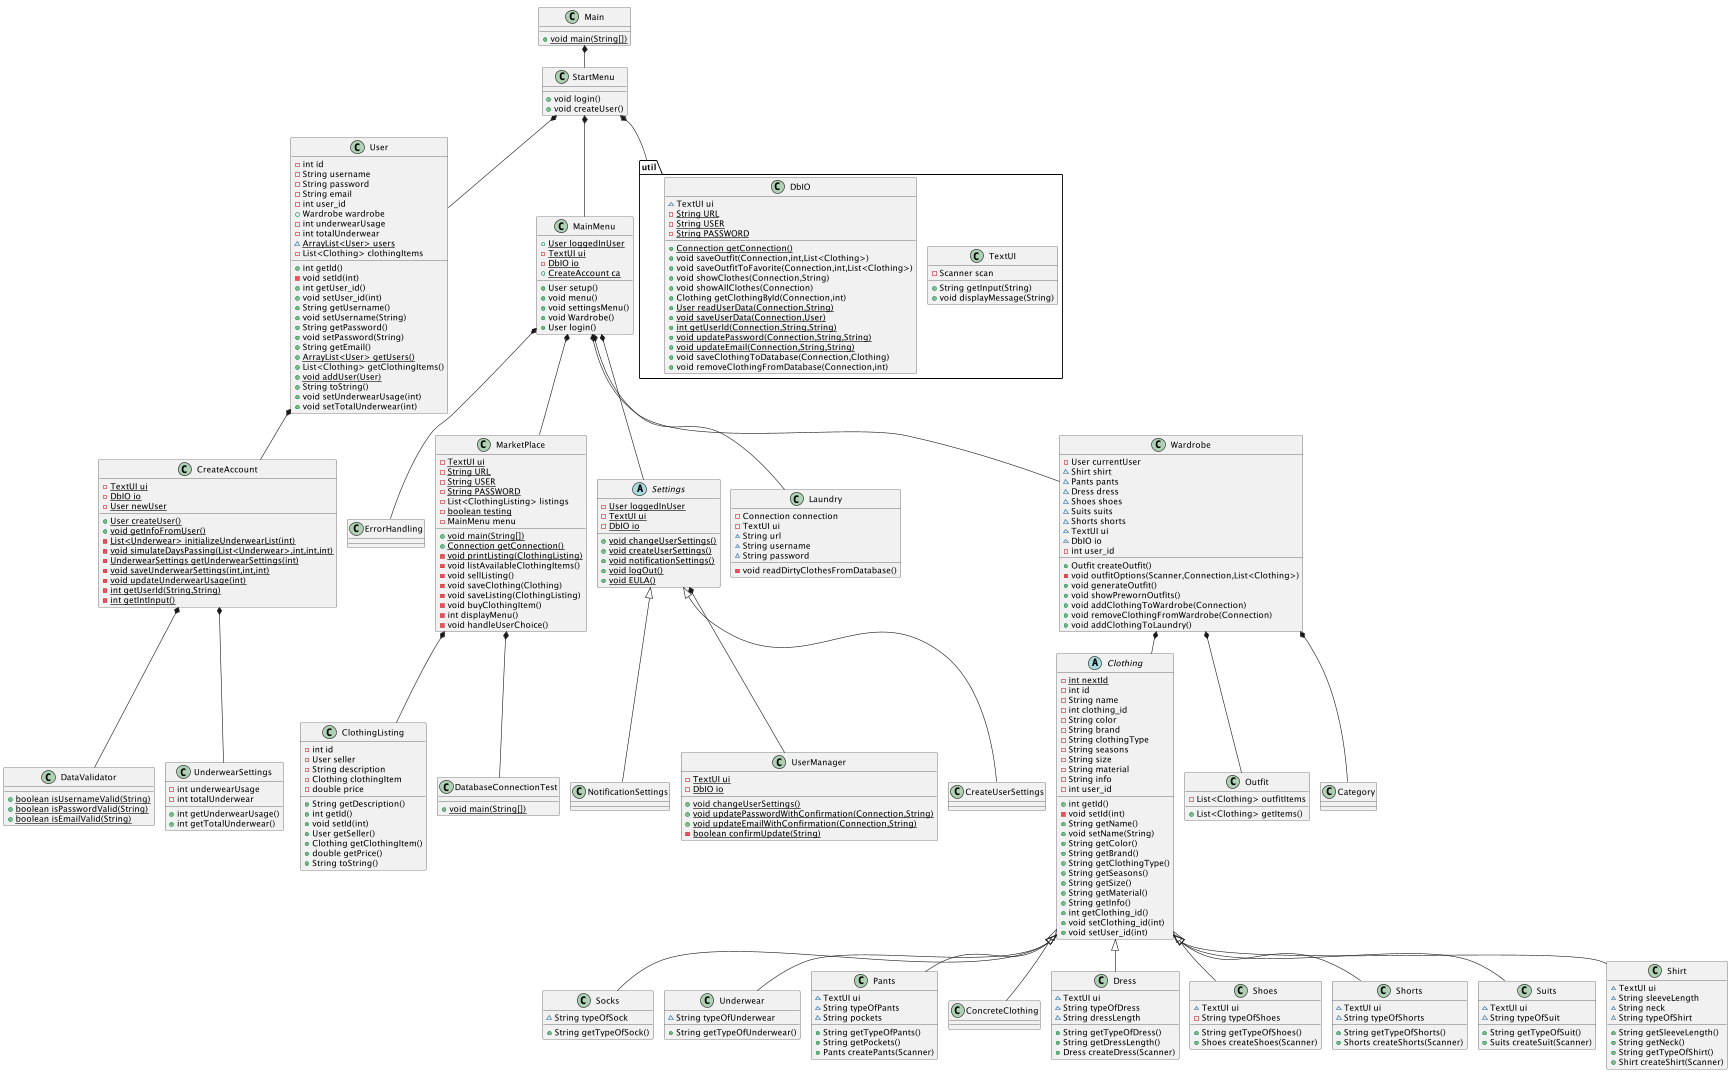 C Main
void main(String[])
C StartMenu
void login()
void createUser()
C User
int id
String username
String password
String email
int user_id
Wardrobe wardrobe
int underwearUsage
int totalUnderwear
ArrayList<User> users
List<Clothing> clothingItems
int getId()
void setId(int)
int getUser_id()
void setUser_id(int)
String getUsername()
void setUsername(String)
String getPassword()
void setPassword(String)
String getEmail()
ArrayList<User> getUsers()
List<Clothing> getClothingItems()
void addUser(User)
String toString()
void setUnderwearUsage(int)
void setTotalUnderwear(int)
C MainMenu
User loggedInUser
TextUI ui
DbIO io
CreateAccount ca
User setup()
void menu()
void settingsMenu()
void Wardrobe()
User login()
util
C DbIO
TextUI ui
String URL
String USER
String PASSWORD
Connection getConnection()
void saveOutfit(Connection,int,List<Clothing>)
void saveOutfitToFavorite(Connection,int,List<Clothing>)
void showClothes(Connection,String)
void showAllClothes(Connection)
Clothing getClothingById(Connection,int)
User readUserData(Connection,String)
void saveUserData(Connection,User)
int getUserId(Connection,String,String)
void updatePassword(Connection,String,String)
void updateEmail(Connection,String,String)
void saveClothingToDatabase(Connection,Clothing)
void removeClothingFromDatabase(Connection,int)
C TextUI
Scanner scan
String getInput(String)
void displayMessage(String)
C CreateAccount
TextUI ui
DbIO io
User newUser
User createUser()
void getInfoFromUser()
List<Underwear> initializeUnderwearList(int)
void simulateDaysPassing(List<Underwear>,int,int,int)
UnderwearSettings getUnderwearSettings(int)
void saveUnderwearSettings(int,int,int)
void updateUnderwearUsage(int)
int getUserId(String,String)
int getIntInput()
C ErrorHandling
C MarketPlace
TextUI ui
String URL
String USER
String PASSWORD
List<ClothingListing> listings
boolean testing
MainMenu menu
void main(String[])
Connection getConnection()
void printListing(ClothingListing)
void listAvailableClothingItems()
void sellListing()
void saveClothing(Clothing)
void saveListing(ClothingListing)
void buyClothingItem()
int displayMenu()
void handleUserChoice()
A Settings
User loggedInUser
TextUI ui
DbIO io
void changeUserSettings()
void createUserSettings()
void notificationSettings()
void logOut()
void EULA()
C Laundry
Connection connection
TextUI ui
String url
String username
String password
void readDirtyClothesFromDatabase()
C Wardrobe
User currentUser
Shirt shirt
Pants pants
Dress dress
Shoes shoes
Suits suits
Shorts shorts
TextUI ui
DbIO io
int user_id
Outfit createOutfit()
void outfitOptions(Scanner,Connection,List<Clothing>)
void generateOutfit()
void showPrewornOutfits()
void addClothingToWardrobe(Connection)
void removeClothingFromWardrobe(Connection)
void addClothingToLaundry()
C DataValidator
boolean isUsernameValid(String)
boolean isPasswordValid(String)
boolean isEmailValid(String)
C UnderwearSettings
int underwearUsage
int totalUnderwear
int getUnderwearUsage()
int getTotalUnderwear()
C ClothingListing
int id
User seller
String description
Clothing clothingItem
double price
String getDescription()
int getId()
void setId(int)
User getSeller()
Clothing getClothingItem()
double getPrice()
String toString()
C DatabaseConnectionTest
void main(String[])
C NotificationSettings
C UserManager
TextUI ui
DbIO io
void changeUserSettings()
void updatePasswordWithConfirmation(Connection,String)
void updateEmailWithConfirmation(Connection,String)
boolean confirmUpdate(String)
C CreateUserSettings
A Clothing
int nextId
int id
String name
int clothing_id
String color
String brand
String clothingType
String seasons
String size
String material
String info
int user_id
int getId()
void setId(int)
String getName()
void setName(String)
String getColor()
String getBrand()
String getClothingType()
String getSeasons()
String getSize()
String getMaterial()
String getInfo()
int getClothing_id()
void setClothing_id(int)
void setUser_id(int)
C Outfit
List<Clothing> outfitItems
List<Clothing> getItems()
C Category
C Socks
String typeOfSock
String getTypeOfSock()
C Underwear
String typeOfUnderwear
String getTypeOfUnderwear()
C Pants
TextUI ui
String typeOfPants
String pockets
String getTypeOfPants()
String getPockets()
Pants createPants(Scanner)
C ConcreteClothing
C Dress
TextUI ui
String typeOfDress
String dressLength
String getTypeOfDress()
String getDressLength()
Dress createDress(Scanner)
C Shoes
TextUI ui
String typeOfShoes
String getTypeOfShoes()
Shoes createShoes(Scanner)
C Shorts
TextUI ui
String typeOfShorts
String getTypeOfShorts()
Shorts createShorts(Scanner)
C Suits
TextUI ui
String typeOfSuit
String getTypeOfSuit()
Suits createSuit(Scanner)
C Shirt
TextUI ui
String sleeveLength
String neck
String typeOfShirt
String getSleeveLength()
String getNeck()
String getTypeOfShirt()
Shirt createShirt(Scanner)